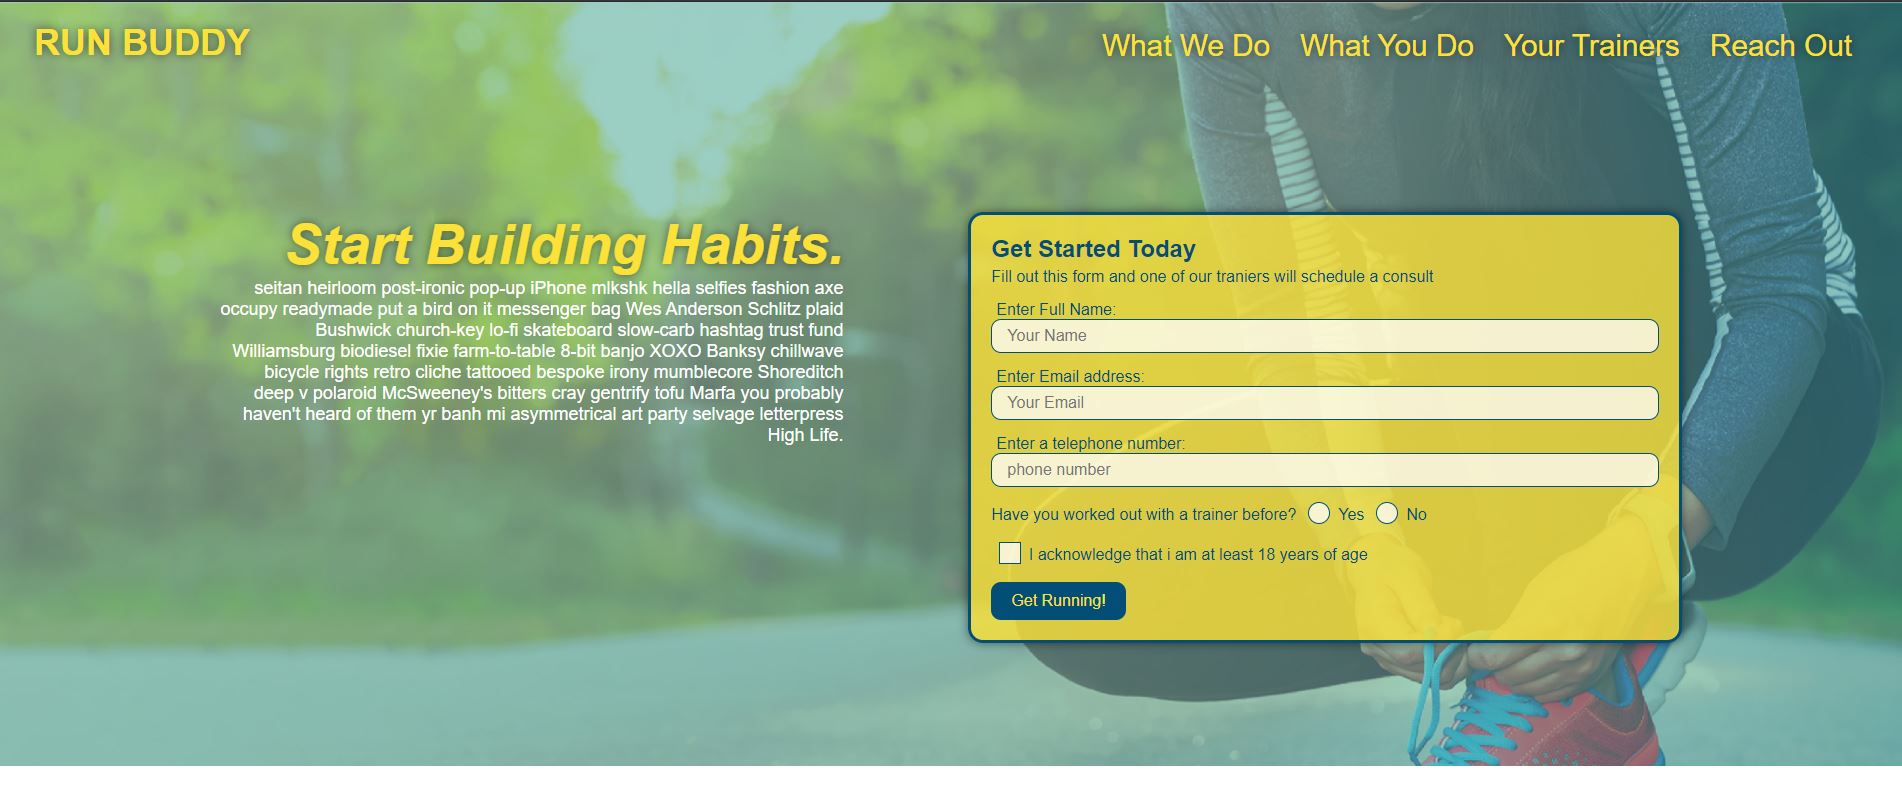 RUN BUDDY
What We Do What You Do Your Trainers Reach Out
Start Building Habits.
seitan heirloom post-ironic pop-up iPhone mlkshk hella selfies fashion axe
occupy readymade put a bird on it messenger bag Wes Anderson Schlitz plaid
Bushwick church-key lo-fi skateboard slow-carb hashtag trust fund
Williamsburg biodiesel fixie farm-to-table 8-bit banjo XOXO Banksy chillwave
bicycle rights retro cliche tattooed bespoke irony mumblecore Shoreditch
deep v polaroid McSweeney's bitters cray gentrify tofu Marfa you probably
haven't heard of them yr banh mi asymmetrical art party selvage letterpress
High Life.
Get Started Today
Fill out this form and one of our traniers will schedule a consult
Enter Full Name:
Your Name
Enter Email address:
Your Email
Enter a telephone number:
phone number
Have you worked out with a trainer before? Yes No
I acknowledge that i am at least 18 years of age
Get Running!